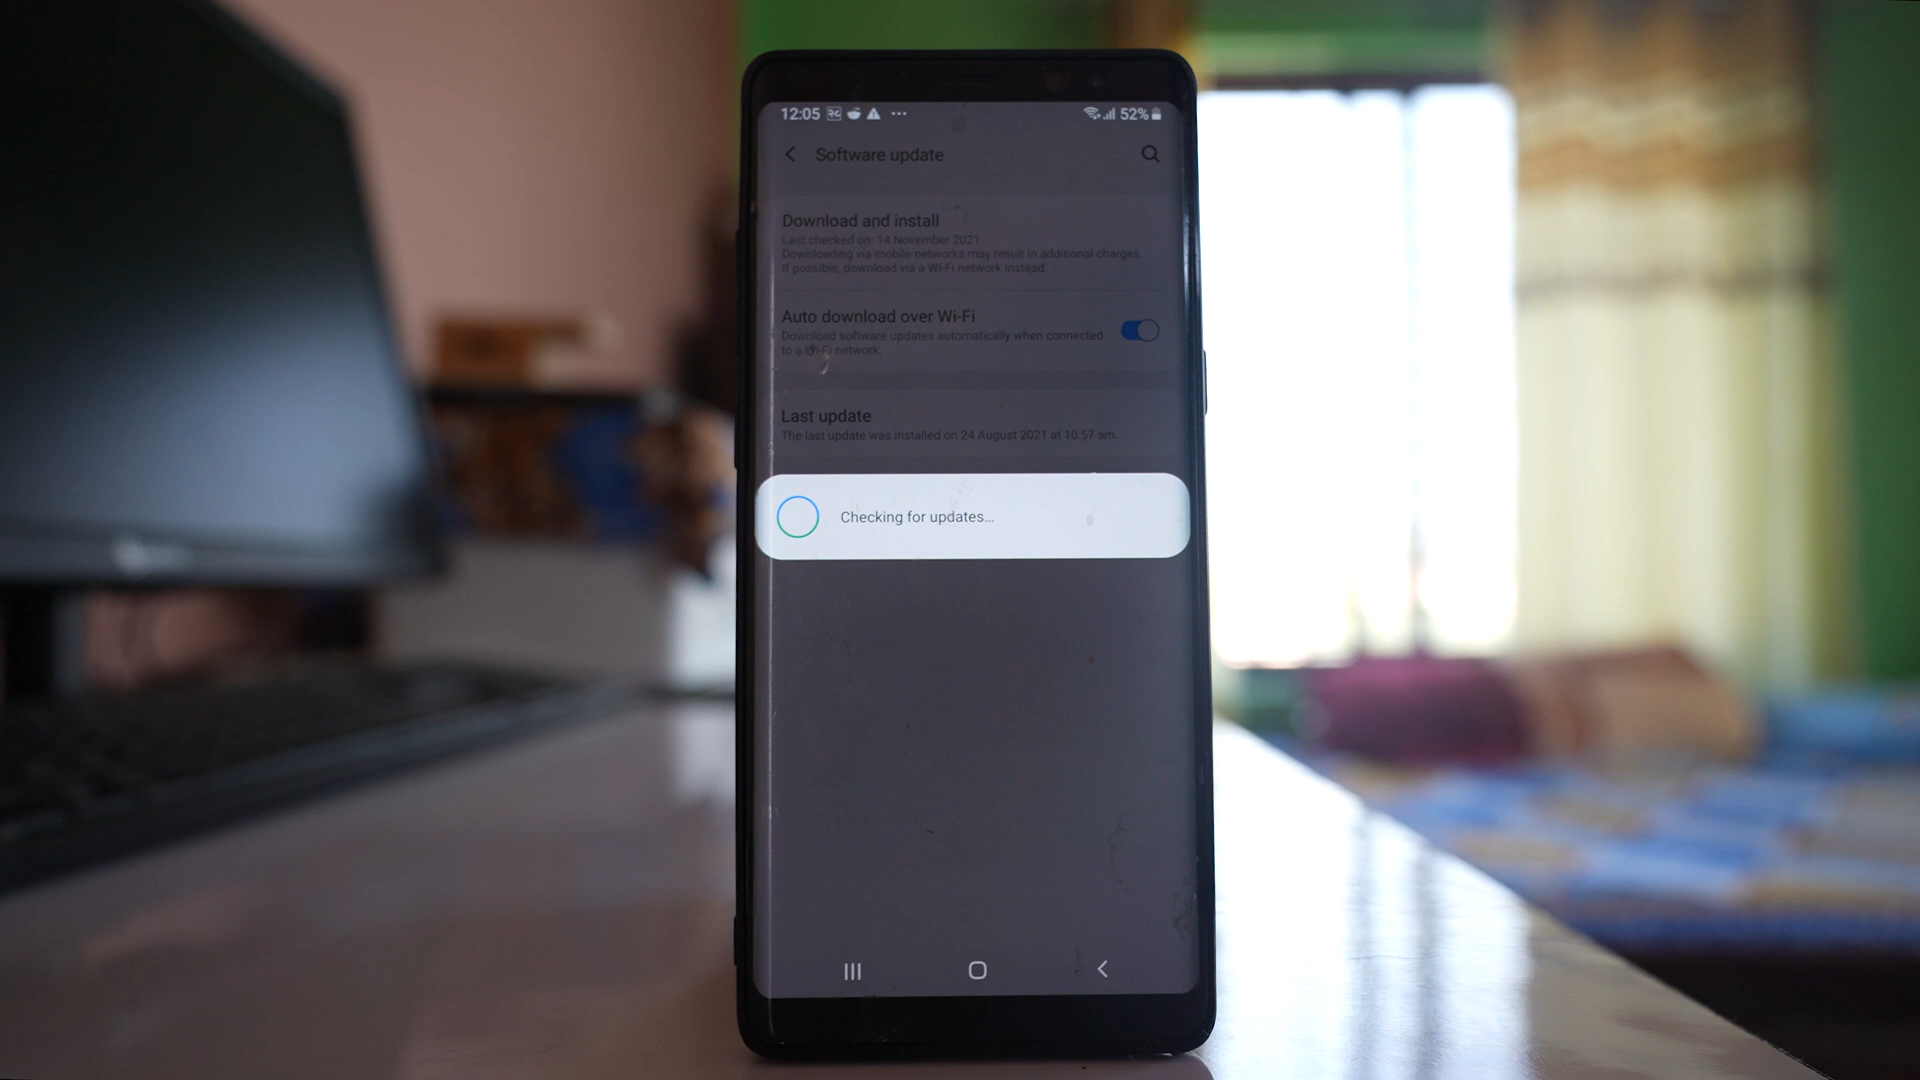 12:05 52%
Software update
Download and install
Last checked on: 14 November 2021
Downloading via mobile networks may result in additional charges.
If possible, download via a Wi-Fi network instead.
Auto download over Wi-Fi
Download software updates automatically when connected
to a Wi-Fi network.
Last update
The last update was installed on 24 August 2021 at 10:57 am.
Checking for updates...